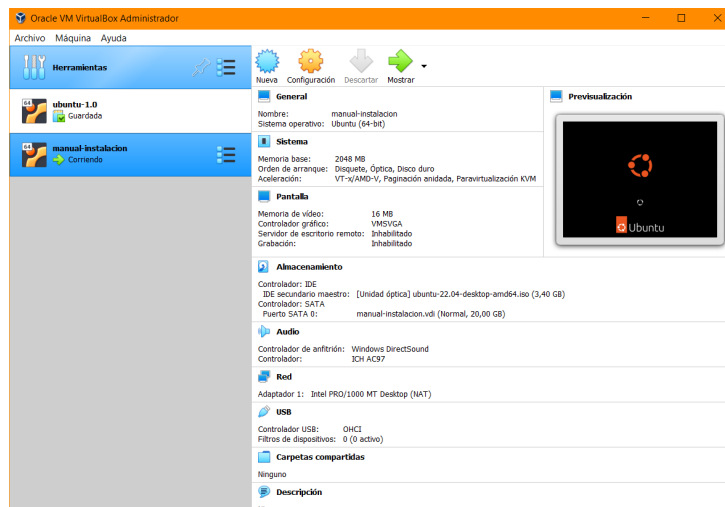 Oracle VM VirtualBox Administrador
Archivo Máquina Ayuda
Herramientas
64
ubuntu-1.0
Guardada
64
manual-instalacion
Corriendo
Nueva Configuración Descartar Mostrar
General
Nombre: manual-instalacion
Sistema operativo: Ubuntu (64-bit)
Previsualización
Ubuntu
Sistema
Memoria base: 2048 MB
Orden de arranque: Disquete, Óptica, Disco duro
Aceleración: VT-x/AMD-V, Paginación anidada, Paravirtualización KVM
Pantalla
Memoria de vídeo: 16 MB
Controlador gráfico: VMSVGA
Servidor de escritorio remoto: Inhabilitado
Grabación: Inhabilitado
Almacenamiento
Controlador: IDE
IDE secundario maestro: [Unidad óptica] ubuntu-22.04-desktop-amd64.iso (3,40 GB)
Controlador: SATA
Puerto SATA 0: manual-instalacion.vdi (Normal, 20,00 GB)
Audio
Controlador de anfitrión: Windows DirectSound
Controlador: ICH AC97
Red
Adaptador 1: Intel PRO/1000 MT Desktop (NAT)
USB
Controlador USB: OHCI
Filtros de dispositivos: 0 (0 activo)
Carpetas compartidas
Ninguno
Descripción